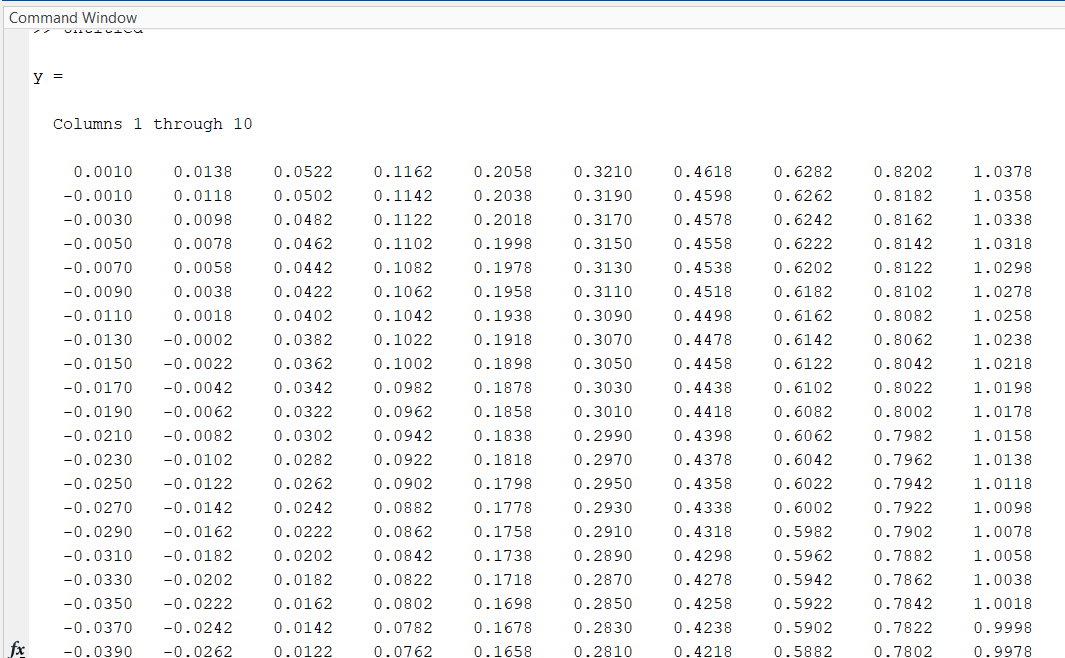 Command Window
>> untitled
y =
Columns 1 through 10
0.0010 0.0138 0.0522 0.1162 0.2058 0.3210 0.4618 0.6282 0.8202 1.0378
-0.0010 0.0118 0.0502 0.1142 0.2038 0.3190 0.4598 0.6262 0.8182 1.0358
-0.0030 0.0098 0.0482 0.1122 0.2018 0.3170 0.4578 0.6242 0.8162 1.0338
-0.0050 0.0078 0.0462 0.1102 0.1998 0.3150 0.4558 0.6222 0.8142 1.0318
-0.0070 0.0058 0.0442 0.1082 0.1978 0.3130 0.4538 0.6202 0.8122 1.0298
-0.0090 0.0038 0.0422 0.1062 0.1958 0.3110 0.4518 0.6182 0.8102 1.0278
-0.0110 0.0018 0.0402 0.1042 0.1938 0.3090 0.4498 0.6162 0.8082 1.0258
-0.0130 -0.0002 0.0382 0.1022 0.1918 0.3070 0.4478 0.6142 0.8062 1.0238
-0.0150 -0.0022 0.0362 0.1002 0.1898 0.3050 0.4458 0.6122 0.8042 1.0218
-0.0170 -0.0042 0.0342 0.0982 0.1878 0.3030 0.4438 0.6102 0.8022 1.0198
-0.0190 -0.0062 0.0322 0.0962 0.1858 0.3010 0.4418 0.6082 0.8002 1.0178
-0.0210 -0.0082 0.0302 0.0942 0.1838 0.2990 0.4398 0.6062 0.7982 1.0158
-0.0230 -0.0102 0.0282 0.0922 0.1818 0.2970 0.4378 0.6042 0.7962 1.0138
-0.0250 -0.0122 0.0262 0.0902 0.1798 0.2950 0.4358 0.6022 0.7942 1.0118
-0.0270 -0.0142 0.0242 0.0882 0.1778 0.2930 0.4338 0.6002 0.7922 1.0098
-0.0290 -0.0162 0.0222 0.0862 0.1758 0.2910 0.4318 0.5982 0.7902 1.0078
-0.0310 -0.0182 0.0202 0.0842 0.1738 0.2890 0.4298 0.5962 0.7882 1.0058
-0.0330 -0.0202 0.0182 0.0822 0.1718 0.2870 0.4278 0.5942 0.7862 1.0038
-0.0350 -0.0222 0.0162 0.0802 0.1698 0.2850 0.4258 0.5922 0.7842 1.0018
-0.0370 -0.0242 0.0142 0.0782 0.1678 0.2830 0.4238 0.5902 0.7822 0.9998
fx -0.0390 -0.0262 0.0122 0.0762 0.1658 0.2810 0.4218 0.5882 0.7802 0.9978